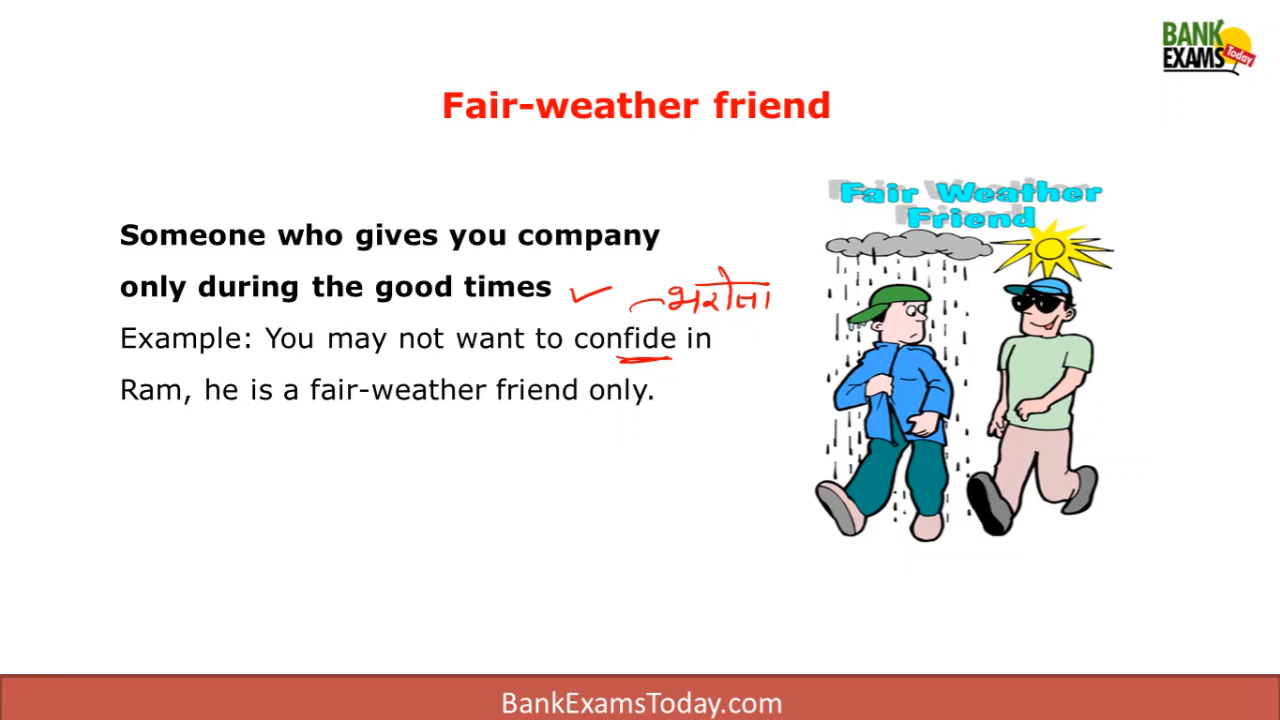 BANK
EXAMS Today
Fair-weather friend
Fair Weather
Friend
Someone who gives you company
only during the good times
भरोसा
Example: You may not want to confide in
Ram, he is a fair-weather friend only.
BankExamsToday.com